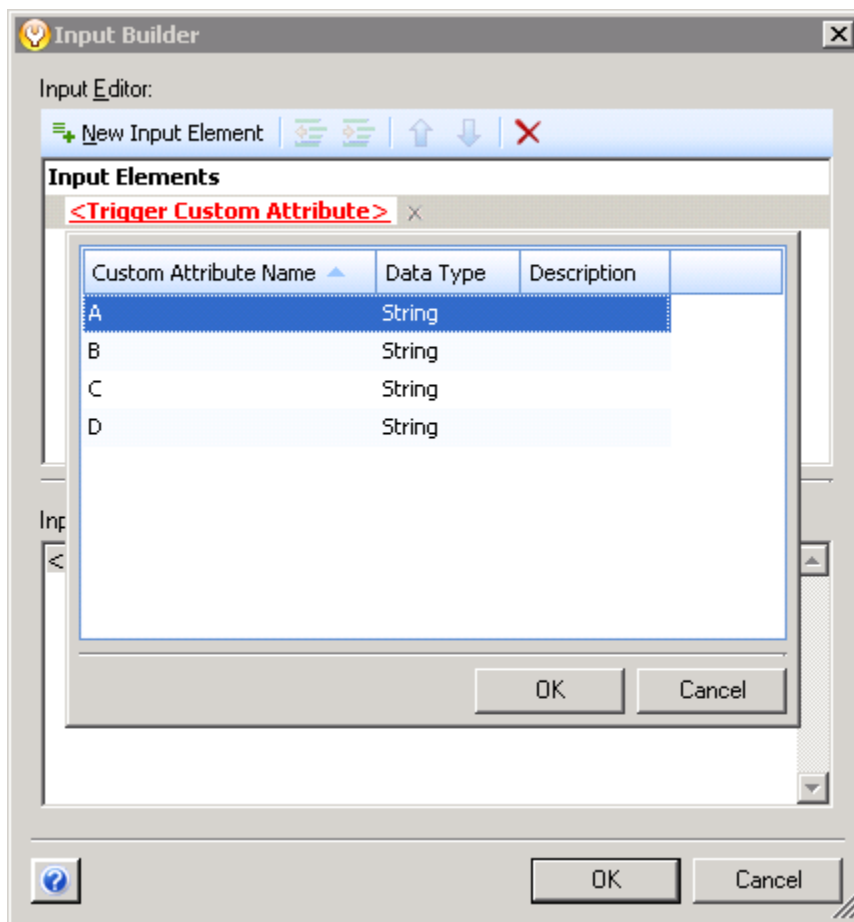 Input Builder
Input Editor:
New Input Element
Input Elements
<Trigger Custom Attribute>
Custom Attribute Name Data Type Description
A String
B String
C String
D String
Inp
<
OK Cancel
OK Cancel